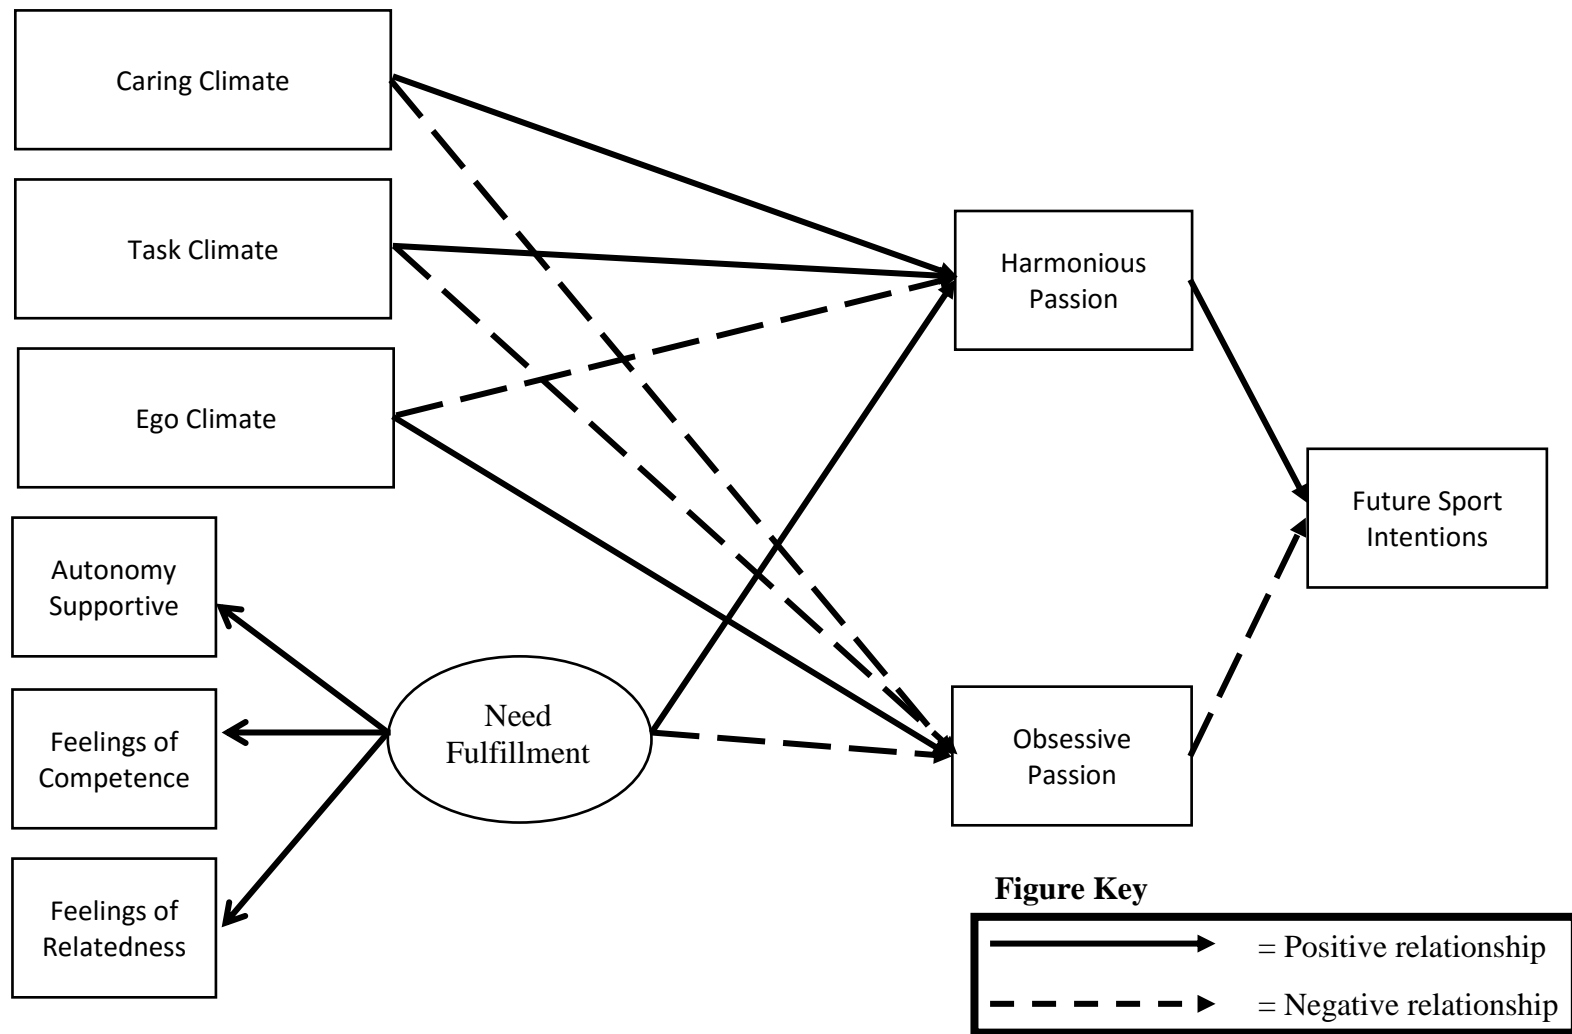 Caring Climate
Task Climate
Ego Climate
Autonomy
Supportive
Feelings of
Competence
Feelings of
Relatedness
Need
Fulfillment
Harmonious
Passion
Obsessive
Passion
Future Sport
Intentions
Figure Key
= Positive relationship
= Negative relationship